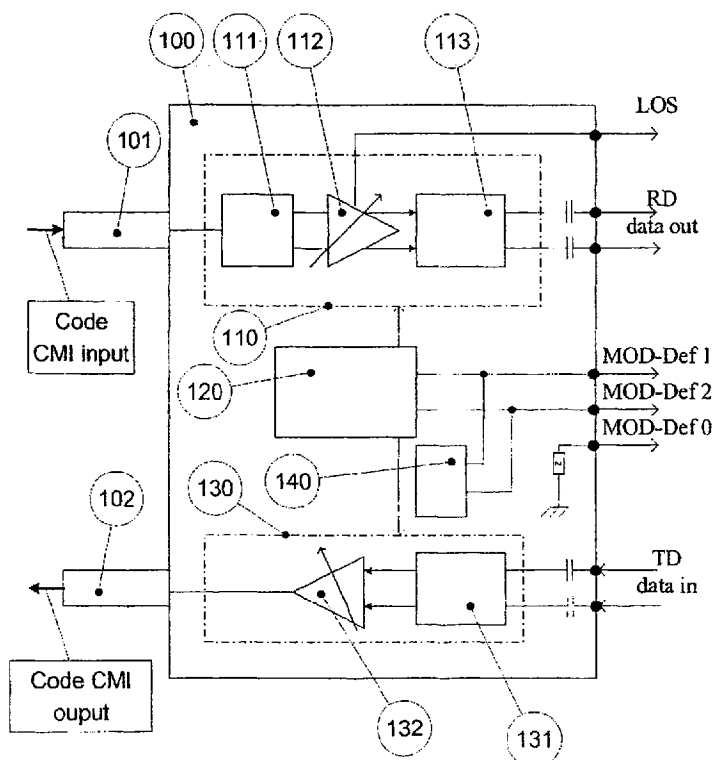 100
111
112
113
LOS
101
RD
data out
Code
CMI input
110
MOD-Def 1
MOD-Def 2
MOD-Def 0
120
z
140
102
130
TD
data in
Code CMI
ouput
132
131